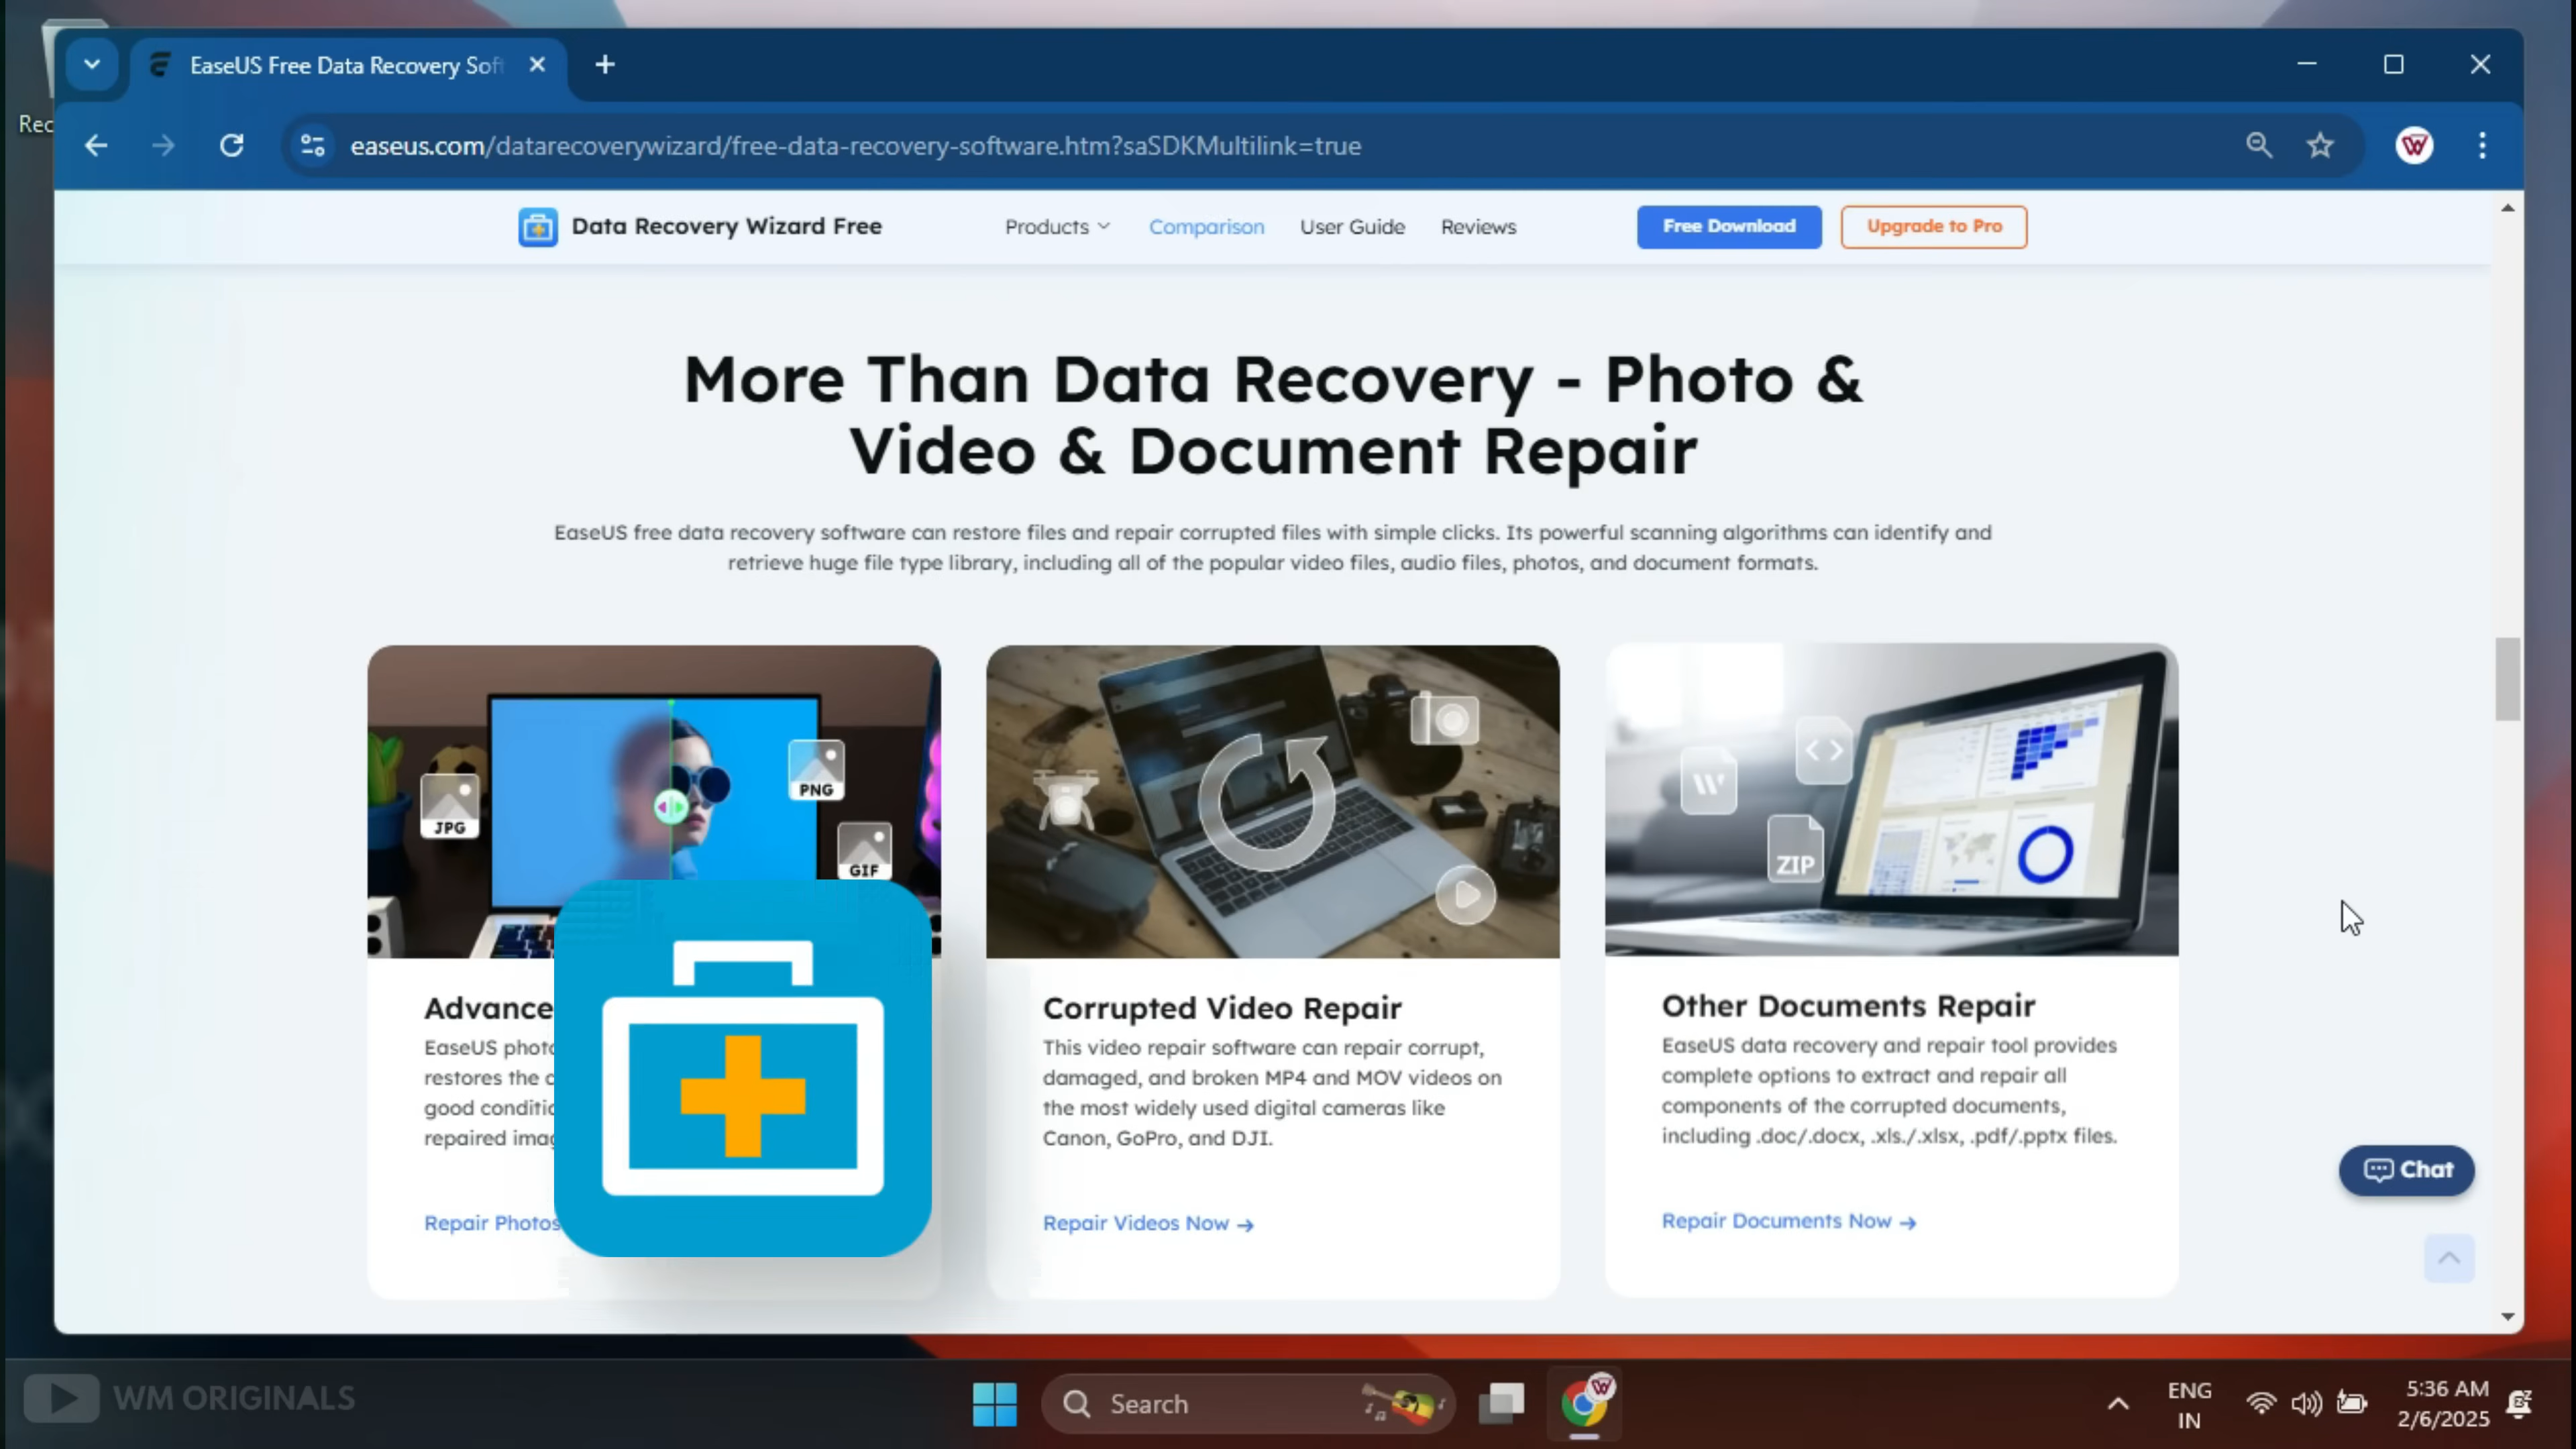 Rec
EaseUS Free Data Recovery Sof
easeus.com/datarecoverywizard/free-data-recovery-software.htm?saSDKMultilink=true
Data Recovery Wizard Free
Products
Comparison
User Guide
Reviews
Free Download
Upgrade to Pro
More Than Data Recovery - Photo &
Video & Document Repair
EaseUS free data recovery software can restore files and repair corrupted files with simple clicks. Its powerful scanning algorithms can identify and
retrieve huge file type library, including all of the popular video files, audio files, photos, and document formats.
JPG
PNG
GIF
W
ZIP
Advance
EaseUS photo
restores the c
good conditio
repaired imag
Repair Photos
Corrupted Video Repair
This video repair software can repair corrupt,
damaged, and broken MP4 and MOV videos on
the most widely used digital cameras like
Canon, GoPro, and DJI.
Repair Videos Now →
Other Documents Repair
EaseUS data recovery and repair tool provides
complete options to extract and repair all
components of the corrupted documents,
including .doc/.docx, .xls./.xlsx, .pdf/.pptx files.
Repair Documents Now →
Chat
WM ORIGINALS
Search
ENG
IN
5:36 AM
2/6/2025